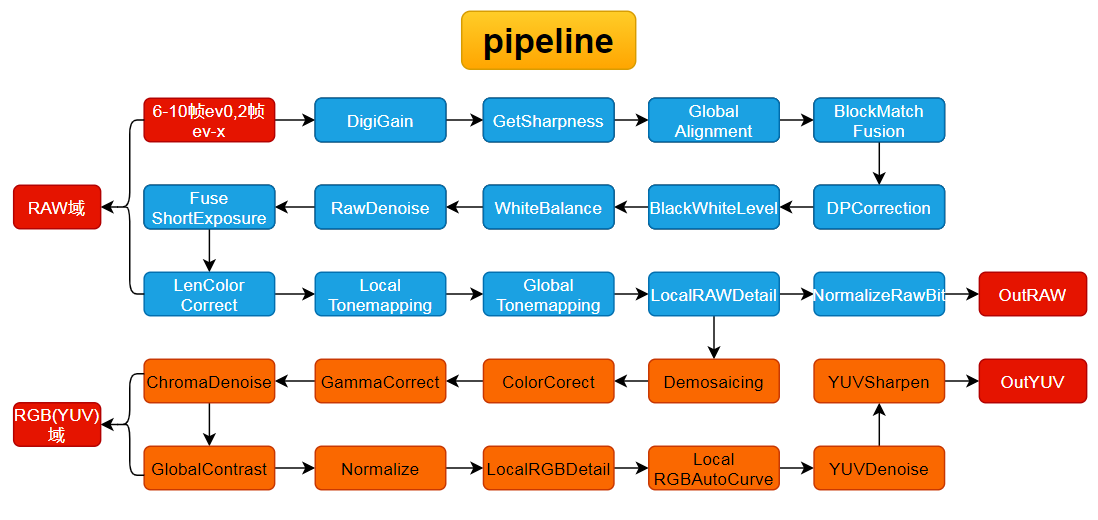 pipeline
6-10帧ev0,2帧
ev-x
DigiGain
GetSharpness
Global
Alignment
BlockMatch
Fusion
RAW域
Fuse
ShortExposure
RawDenoise
WhiteBalance
BlackWhiteLevel
DPCorrection
LenColor
Correct
Local
Tonemapping
Global
Tonemapping
LocalRAWDetail
NormalizeRawBit
OutRAW
ChromaDenoise
GammaCorrect
ColorCorect
Demosaicing
YUVSharpen
OutYUV
RGB(YUV)
域
GlobalContrast
Normalize
LocalRGBDetail
Local
RGBAutoCurve
YUVDenoise